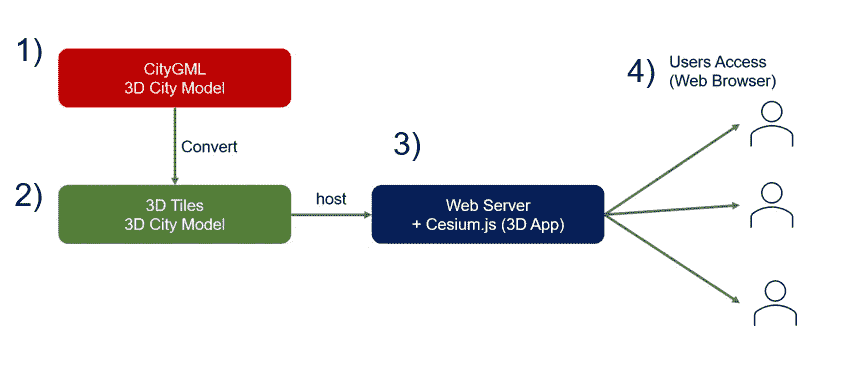 1)
CityGML
3D City Model
Convert
2)
3D Tiles
3D City Model
host
3)
Web Server
+ Cesium.js (3D App)
4)
Users Access
(Web Browser)